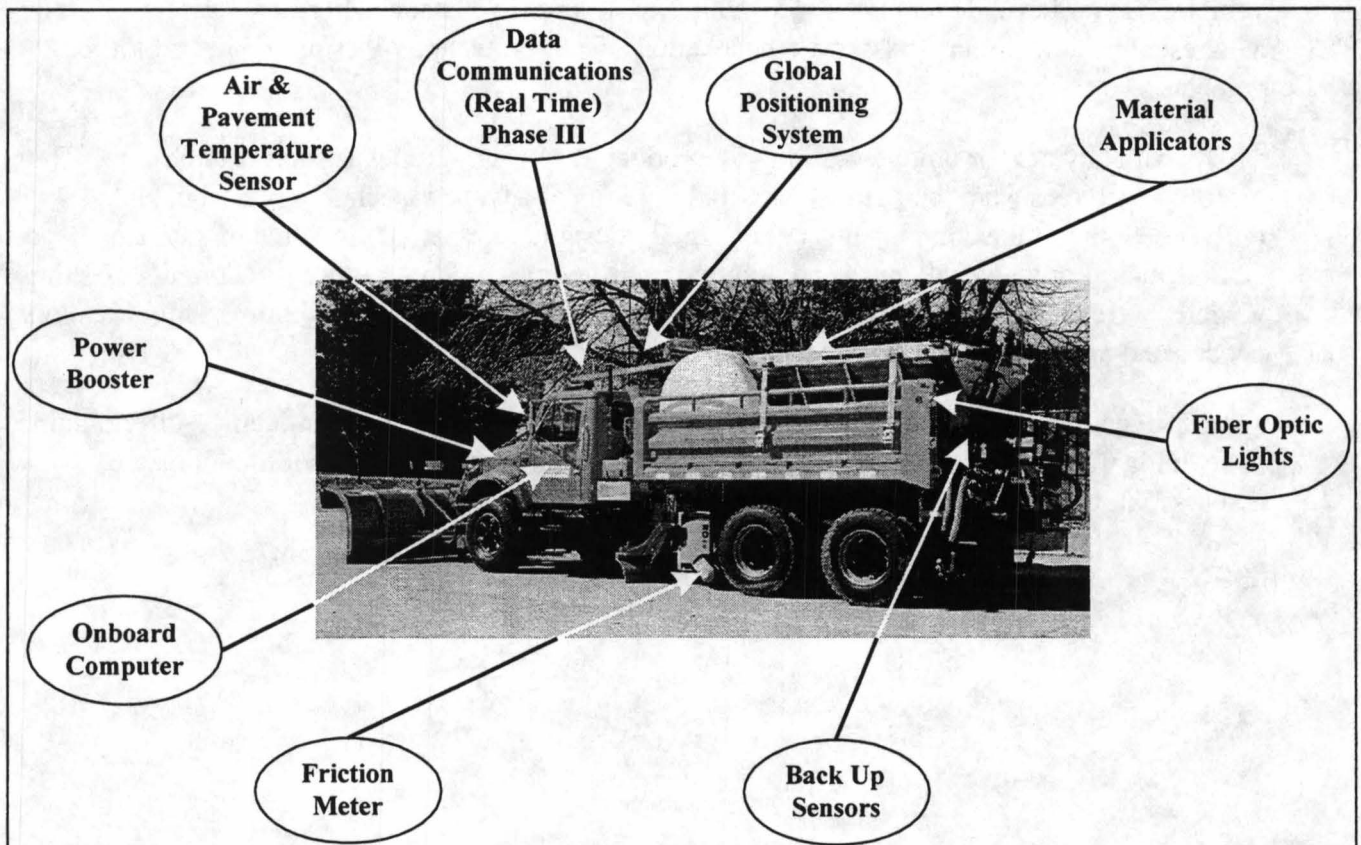 Data
Communications
(Real Time)
Phase III
Global
Positioning
System
Air &
Pavement
Temperature
Sensor
Material
Applicators
Power
Booster
Fiber Optic
Lights
Onboard
Computer
Friction
Meter
Back Up
Sensors